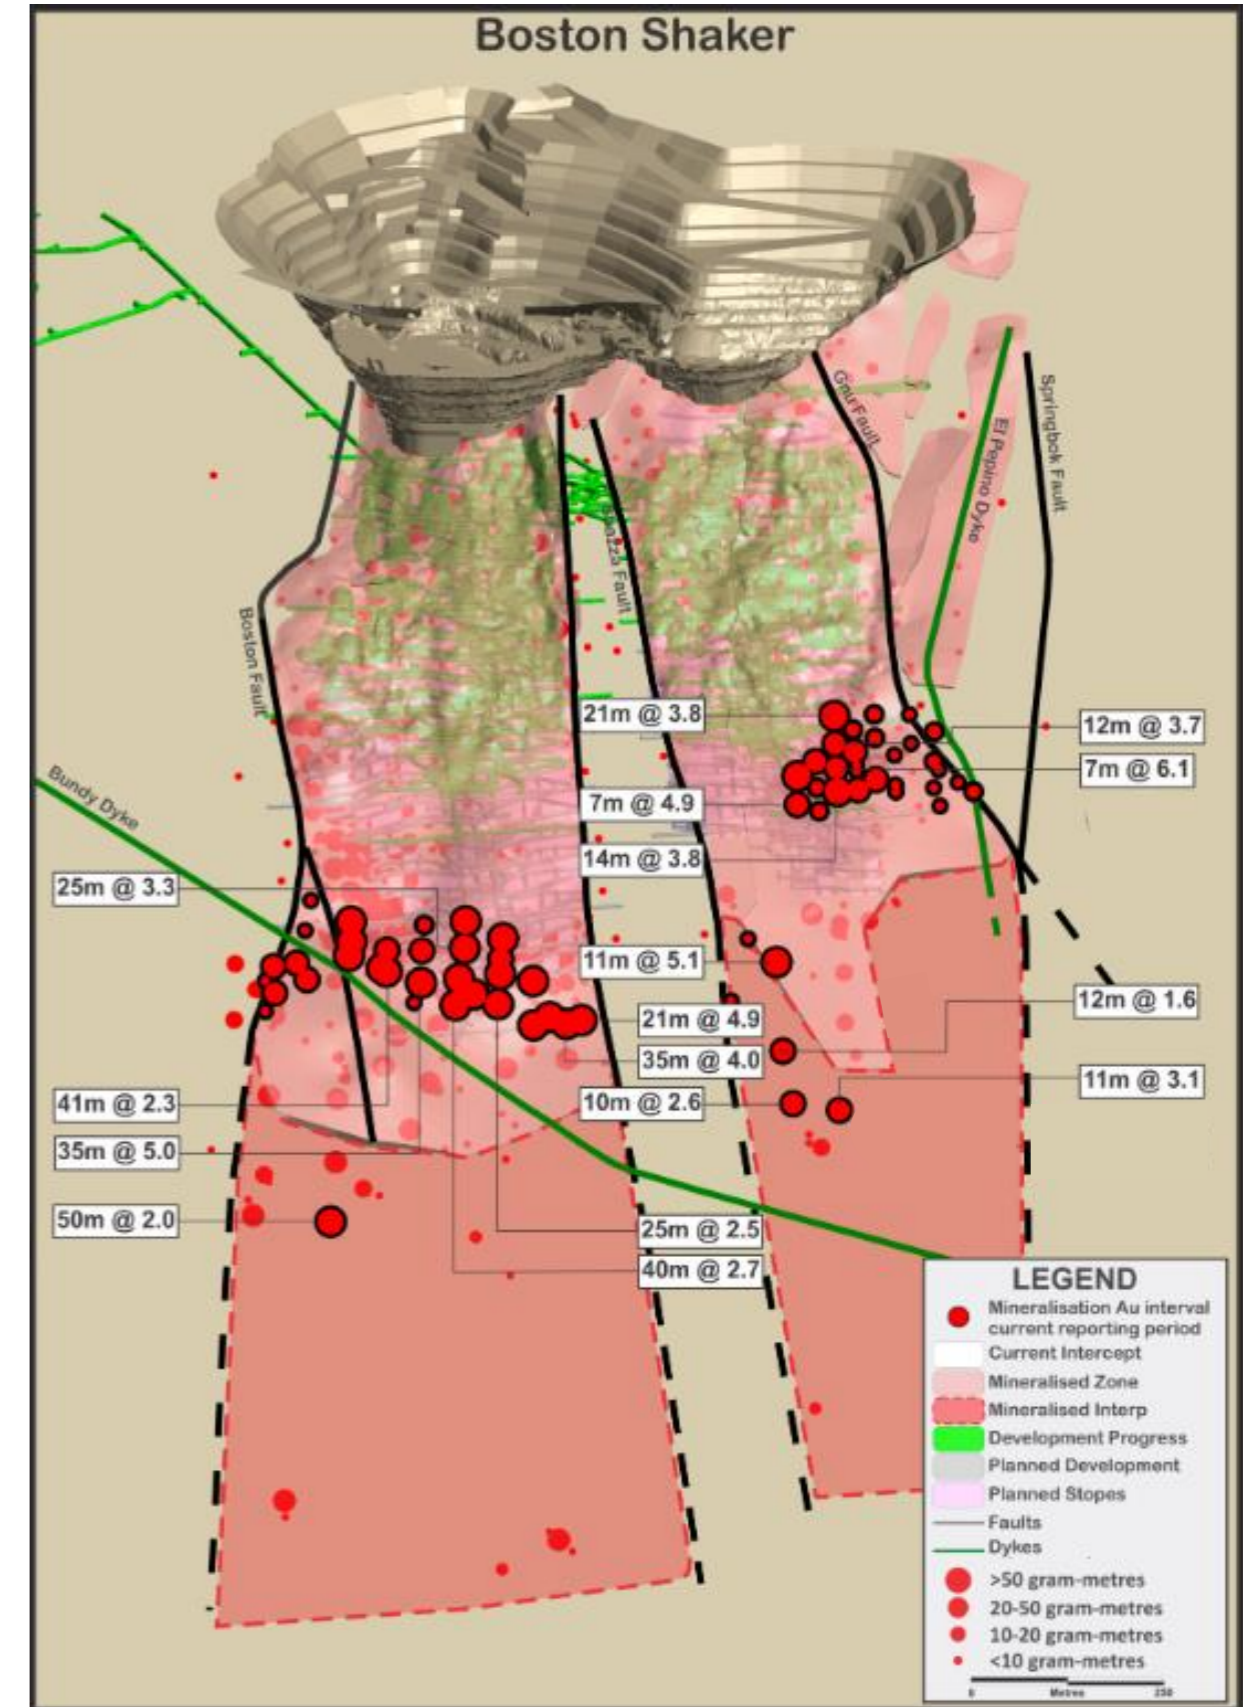 Boston Shaker
Gnu Fault
Springbok Fault
El Pepino Dyke
Fault
Boston Fault
Bundy Dyke
21m @ 3.8
12m @ 3.7
7m @ 6.1
7m @ 4.9
14m @ 3.8
25m @ 3.3
11m @ 5.1
12m @ 1.6
21m @ 4.9
35m @ 4.0
11m @ 3.1
41m @ 2.3
10m @ 2.6
35m @ 5.0
50m @ 2.0
25m @ 2.5
40m @ 2.7
LEGEND
Mineralisation Au interval
current reporting period
Current Intercept
Mineralised Zone
Mineralised Interp
Development Progress
Planned Development
Planned Stopes
Faults
Dykes
>50 gram-metres
20-50 gram-metres
10-20 gram-metres
<10 gram-metres
0 Metres 250